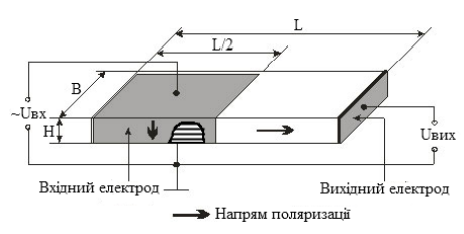 L
L/2
B
~Uвх
H
Uвих
Вхідний електрод
Вихідний електрод
Напрям поляризації